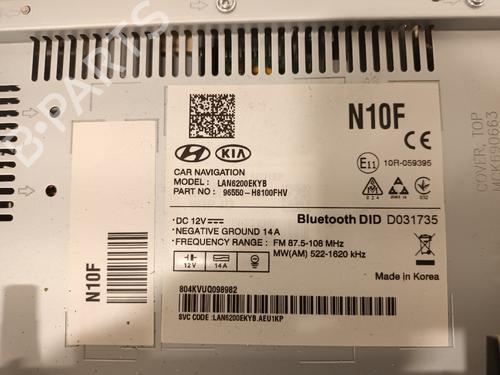 N10F
KIA
CE
CAR NAVIGATION
MODEL : LAN6200EKYB
PART NO : 96550-H8100FHV
E11 10R-059395
DC 12V
NEGATIVE GROUND 14A
FREQUENCY RANGE : FM 87.5-108 MHz
MW(AM) 522-1620 kHz
Bluetooth DID D031735
12V 14A
Made in Korea
804KVUQ098982
SVC CODE : LAN6200EKYB.AEU1KP
N10F
COVER, TOP
B-PARTS